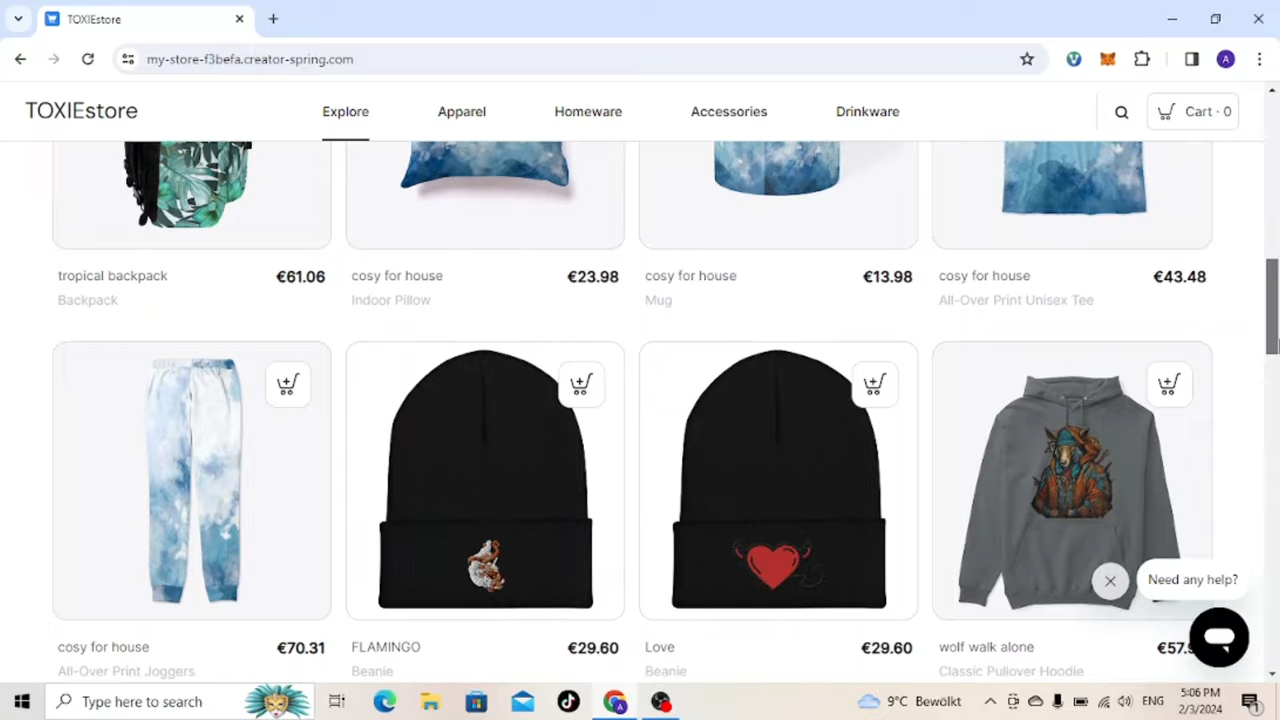 TOXIEstore
my-store-f3befa.creator-spring.com
A
TOXIEstore
Explore
Apparel
Homeware
Accessories
Drinkware
Cart · 0
tropical backpack €61.06
Backpack
cosy for house €23.98
Indoor Pillow
cosy for house €13.98
Mug
cosy for house €43.48
All-Over Print Unisex Tee
cosy for house €70.31
All-Over Print Joggers
FLAMINGO €29.60
Beanie
Love €29.60
Beanie
wolf walk alone
Classic Pullover Hoodie
Need any help?
Type here to search
9°C Bewölkt
ENG
5:06 PM
2/3/2024
1